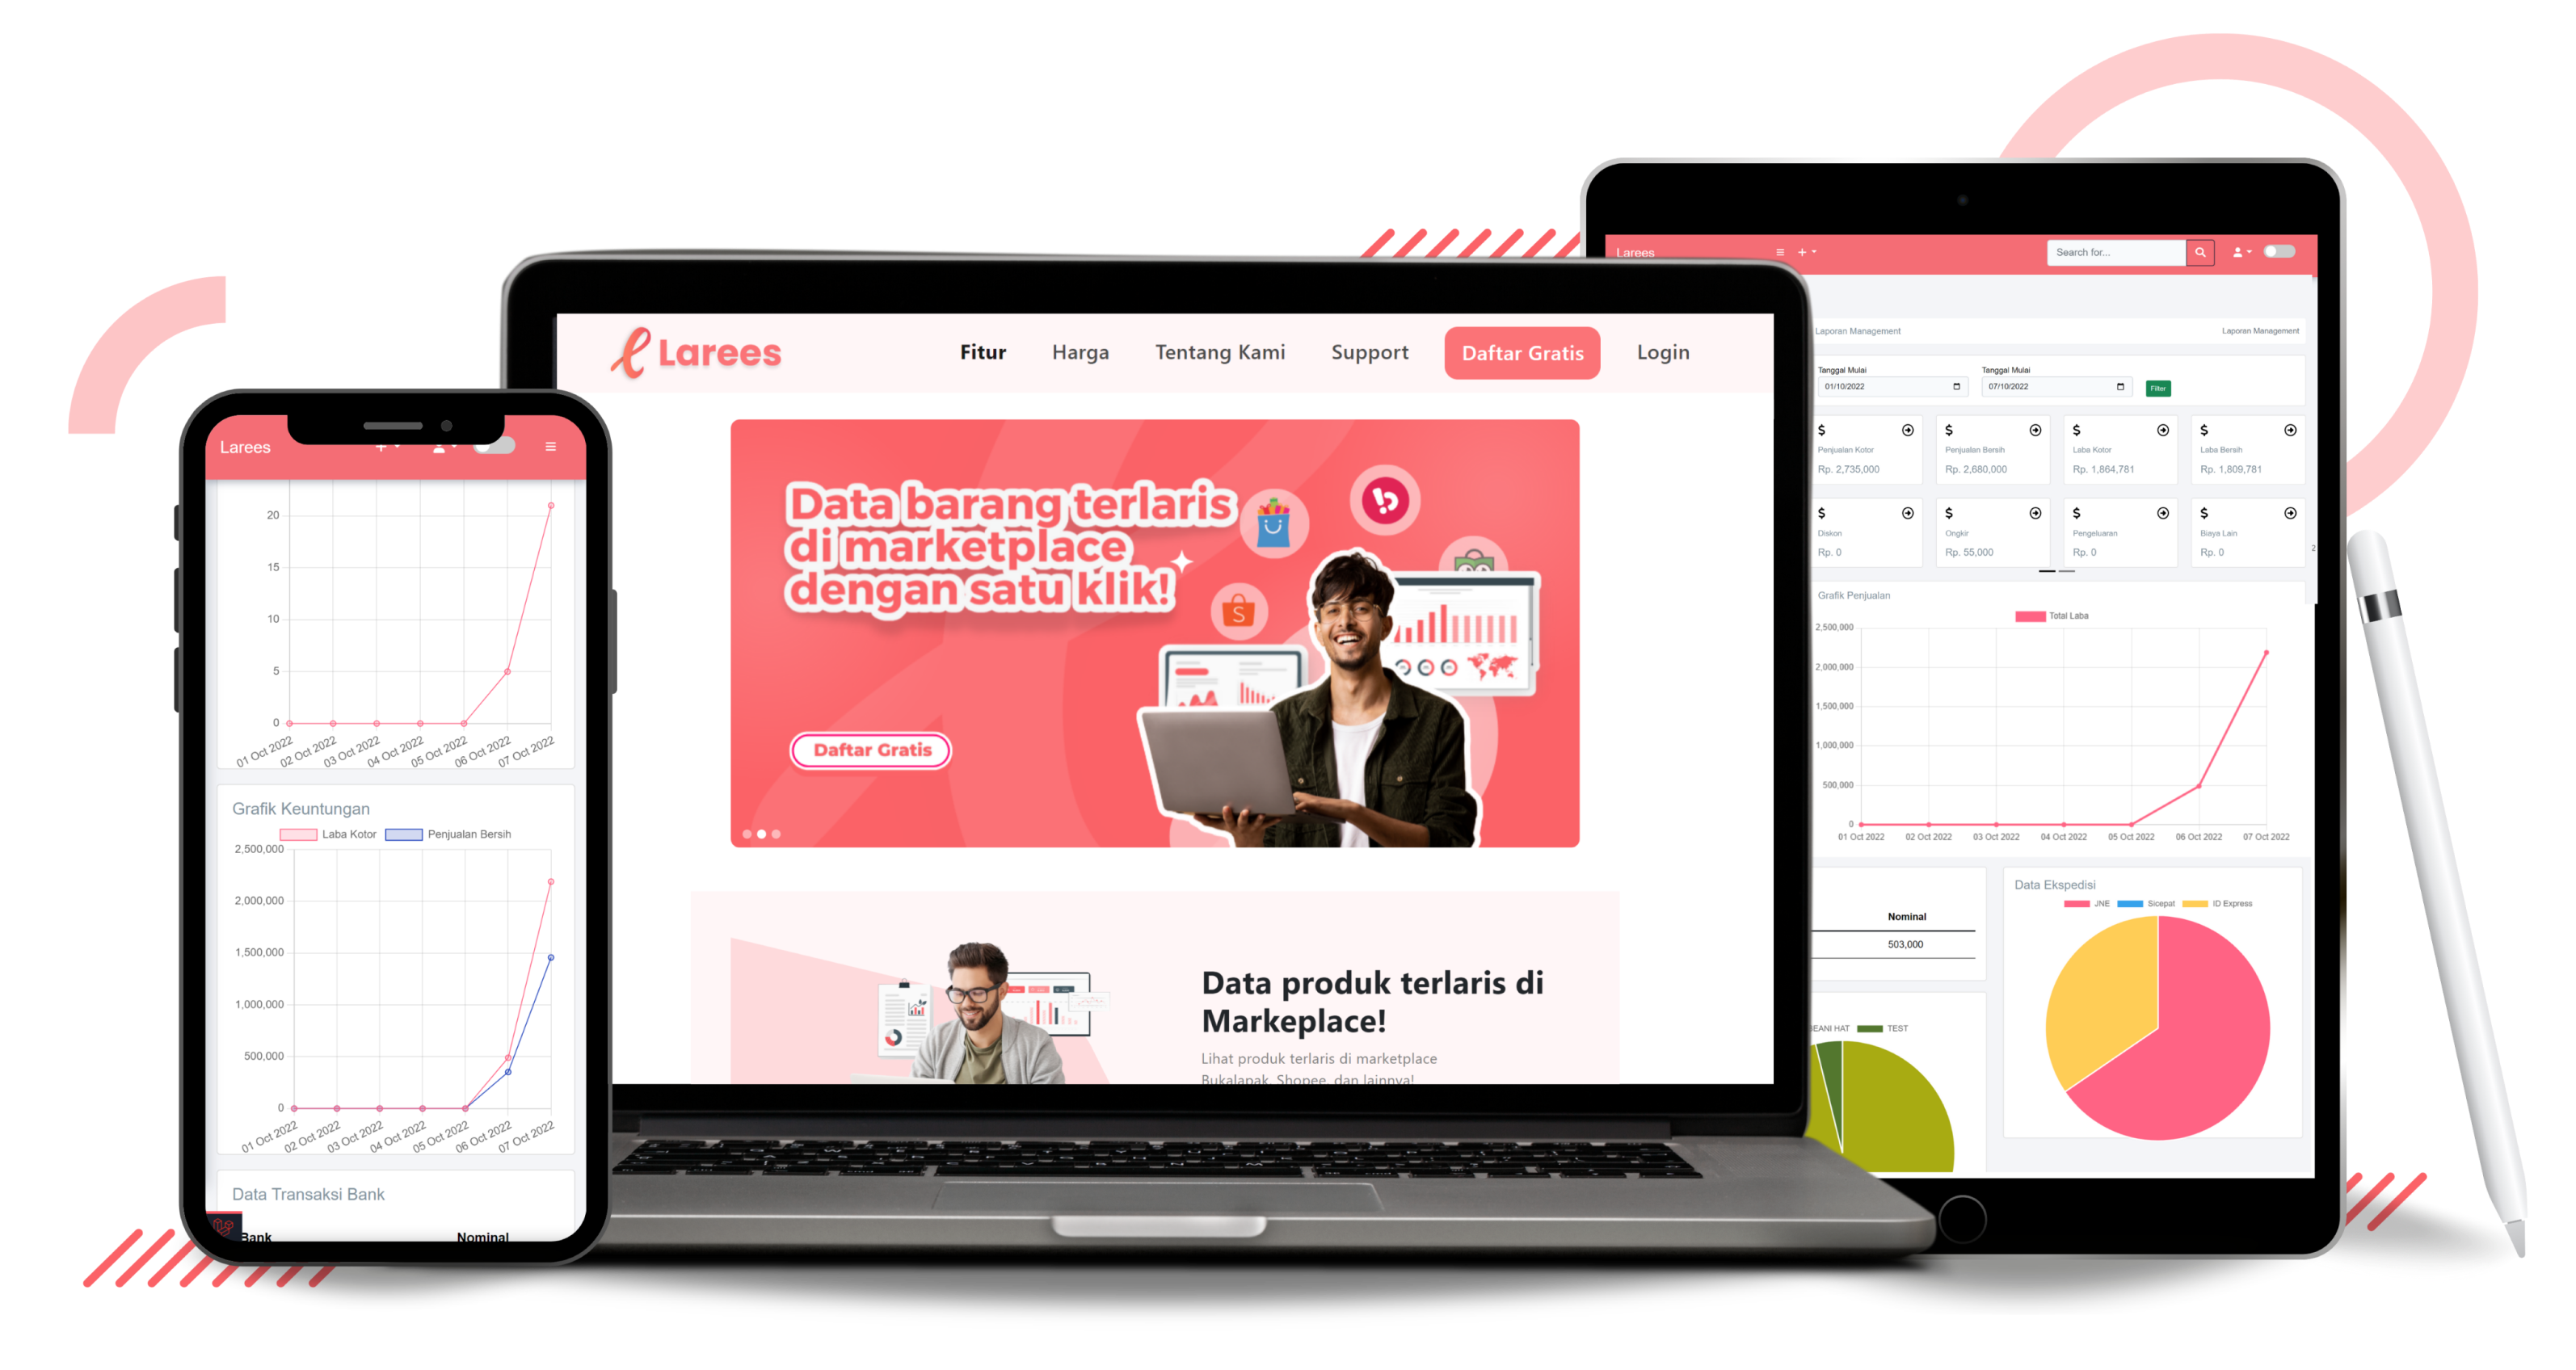 Larees
20
15
10
5
0
01 Oct 2022
02 Oct 2022
03 Oct 2022
04 Oct 2022
05 Oct 2022
06 Oct 2022
07 Oct 2022
Grafik Keuntungan
Laba Kotor Penjualan Bersih
2,500,000
2,000,000
1,500,000
1,000,000
500,000
0
01 Oct 2022
02 Oct 2022
03 Oct 2022
04 Oct 2022
05 Oct 2022
06 Oct 2022
07 Oct 2022
Data Transaksi Bank
Bank Nominal
Larees
Fitur Harga Tentang Kami Support Daftar Gratis Login
Data barang terlaris
di marketplace
dengan satu klik!
S
Daftar Gratis
Data produk terlaris di
Markeplace!
Lihat produk terlaris di marketplace
Bukalapak, Shopee, dan lainnya!
Larees
Search for...
Laporan Management Laporan Management
Tanggal Mulai Tanggal Mulai
01/10/2022 07/10/2022 Filter
$ $ $ $
Penjualan Kotor Penjualan Bersih Laba Kotor Laba Bersih
Rp. 2,735,000 Rp. 2,680,000 Rp. 1,864,781 Rp. 1,809,781
$ $ $ $
Diskon Ongkir Pengeluaran Biaya Lain
Rp. 0 Rp. 55,000 Rp. 0 Rp. 0
2
Grafik Penjualan
Total Laba
2,500,000
2,000,000
1,500,000
1,000,000
500,000
0
01 Oct 2022 02 Oct 2022 03 Oct 2022 04 Oct 2022 05 Oct 2022 06 Oct 2022 07 Oct 2022
Nominal
503,000
Data Ekspedisi
JNE Sicepat ID Express
BEANI HAT TEST